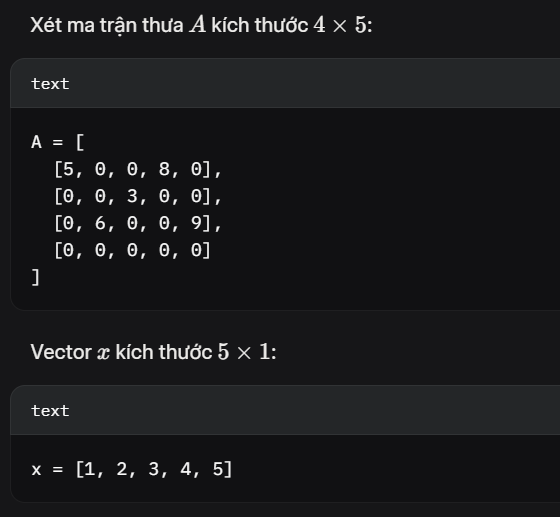 Xét ma trận thưa A kích thước 4 × 5:
text
A = [
  [5, 0, 0, 8, 0],
  [0, 0, 3, 0, 0],
  [0, 6, 0, 0, 9],
  [0, 0, 0, 0, 0]
]
Vector x kích thước 5 × 1:
text
x = [1, 2, 3, 4, 5]